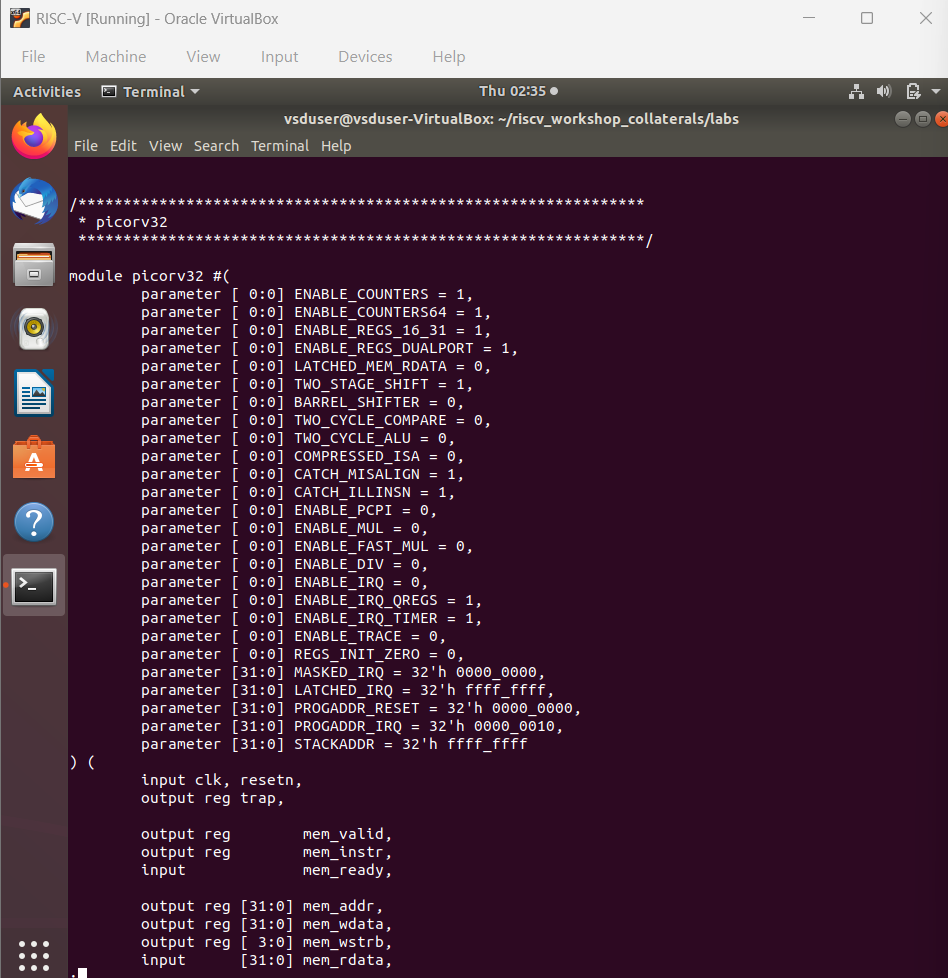 RISC-V [Running] - Oracle VirtualBox
File Machine View Input Devices Help
Activities Terminal Thu 02:35
vsduser@vsduser-VirtualBox: ~/riscv_workshop_collaterals/labs
File Edit View Search Terminal Help
/***************************************************************
 * picorv32
 ***************************************************************/
module picorv32 #(
        parameter [ 0:0] ENABLE_COUNTERS = 1,
        parameter [ 0:0] ENABLE_COUNTERS64 = 1,
        parameter [ 0:0] ENABLE_REGS_16_31 = 1,
        parameter [ 0:0] ENABLE_REGS_DUALPORT = 1,
        parameter [ 0:0] LATCHED_MEM_RDATA = 0,
        parameter [ 0:0] TWO_STAGE_SHIFT = 1,
        parameter [ 0:0] BARREL_SHIFTER = 0,
        parameter [ 0:0] TWO_CYCLE_COMPARE = 0,
        parameter [ 0:0] TWO_CYCLE_ALU = 0,
        parameter [ 0:0] COMPRESSED_ISA = 0,
        parameter [ 0:0] CATCH_MISALIGN = 1,
        parameter [ 0:0] CATCH_ILLINSN = 1,
        parameter [ 0:0] ENABLE_PCPI = 0,
        parameter [ 0:0] ENABLE_MUL = 0,
        parameter [ 0:0] ENABLE_FAST_MUL = 0,
        parameter [ 0:0] ENABLE_DIV = 0,
        parameter [ 0:0] ENABLE_IRQ = 0,
        parameter [ 0:0] ENABLE_IRQ_QREGS = 1,
        parameter [ 0:0] ENABLE_IRQ_TIMER = 1,
        parameter [ 0:0] ENABLE_TRACE = 0,
        parameter [ 0:0] REGS_INIT_ZERO = 0,
        parameter [31:0] MASKED_IRQ = 32'h 0000_0000,
        parameter [31:0] LATCHED_IRQ = 32'h ffff_ffff,
        parameter [31:0] PROGADDR_RESET = 32'h 0000_0000,
        parameter [31:0] PROGADDR_IRQ = 32'h 0000_0010,
        parameter [31:0] STACKADDR = 32'h ffff_ffff
) (
        input clk, resetn,
        output reg trap,
        output reg        mem_valid,
        output reg        mem_instr,
        input             mem_ready,
        output reg [31:0] mem_addr,
        output reg [31:0] mem_wdata,
        output reg [ 3:0] mem_wstrb,
        input      [31:0] mem_rdata,